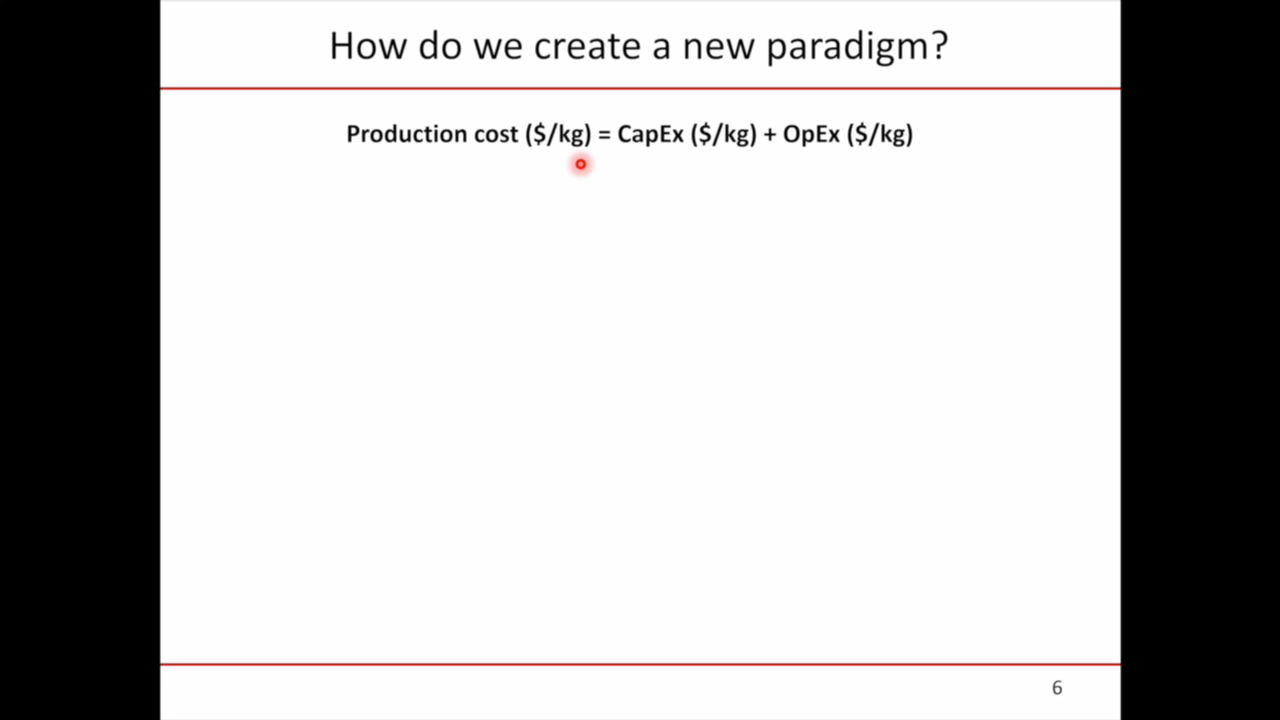 How do we create a new paradigm?
Production cost ($/kg) = CapEx ($/kg) + OpEx ($/kg)
6